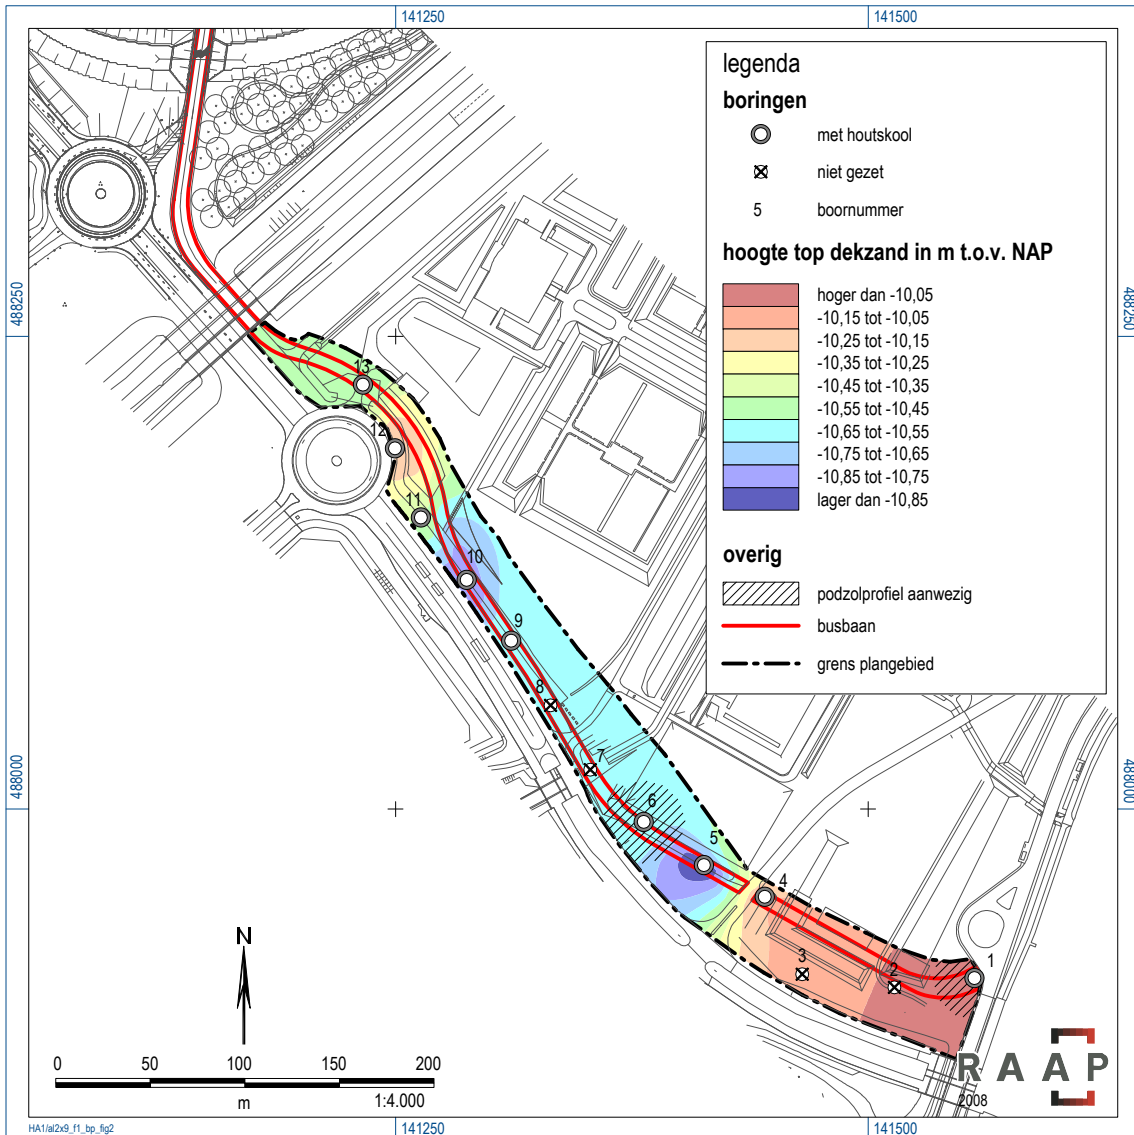 141250
141500
legenda
boringen
met houtskool
niet gezet
5 boornummer
hoogte top dekzand in m t.o.v. NAP
hoger dan -10,05
-10,15 tot -10,05
-10,25 tot -10,15
-10,35 tot -10,25
-10,45 tot -10,35
-10,55 tot -10,45
-10,65 tot -10,55
-10,75 tot -10,65
-10,85 tot -10,75
lager dan -10,85
overig
podzolprofiel aanwezig
busbaan
grens plangebied
488250
488250
13
12
11
10
9
8
7
6
5
4
3
2
1
488000
488000
N
0 50 100 150 200
m 1:4.000
RAAP
2008
HA1/al2x9_f1_bp_fig2
141250
141500